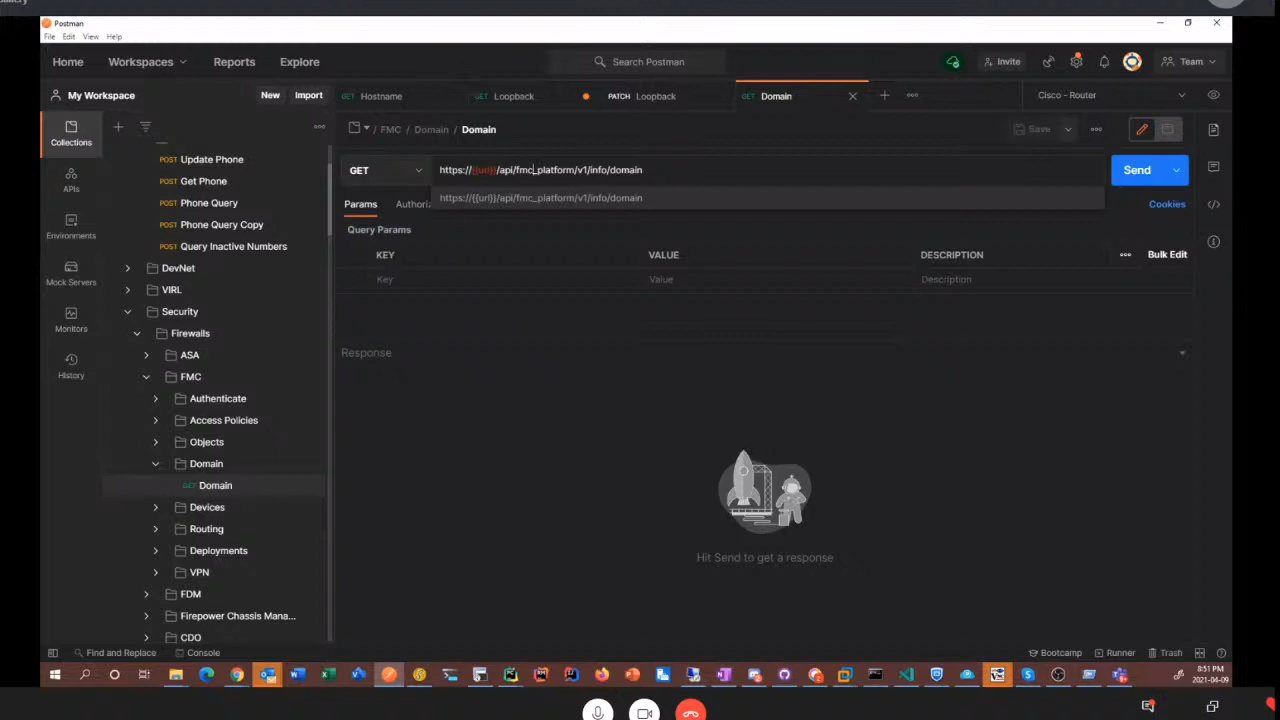 Postman
File Edit View Help
Home Workspaces Reports Explore Search Postman Invite Team
My Workspace New Import GET Hostname GET Loopback PATCH Loopback GET Domain Cisco - Router
/ FMC / Domain / Domain Save
Collections
APIs
Environments
Mock Servers
Monitors
History
POST Update Phone
POST Get Phone
POST Phone Query
POST Phone Query Copy
POST Query Inactive Numbers
DevNet
VIRL
Security
Firewalls
ASA
FMC
Authenticate
Access Policies
Objects
Domain
GET Domain
Devices
Routing
Deployments
VPN
FDM
Firepower Chassis Mana...
CDO
GET https://{{url}}/api/fmc_platform/v1/info/domain Send
https://{{url}}/api/fmc_platform/v1/info/domain
Params Authoriz Cookies
Query Params
KEY VALUE DESCRIPTION Bulk Edit
Key Value Description
Response
Hit Send to get a response
Find and Replace Console Bootcamp Runner Trash
8:51 PM
2021-04-09